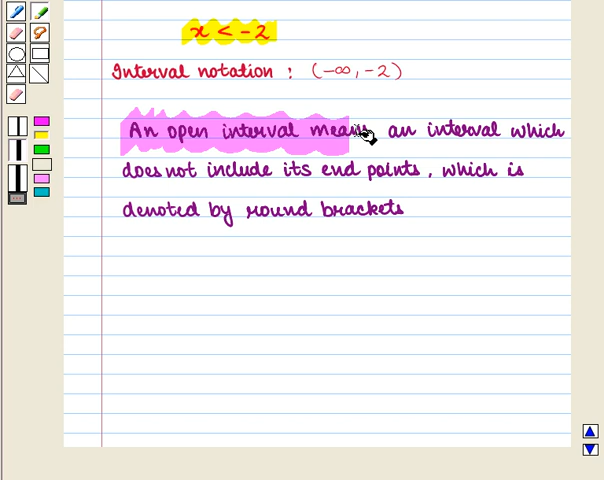 x < -2
Interval notation : (-∞, -2)
An open interval means an interval which
does not include its end points, which is
denoted by round brackets